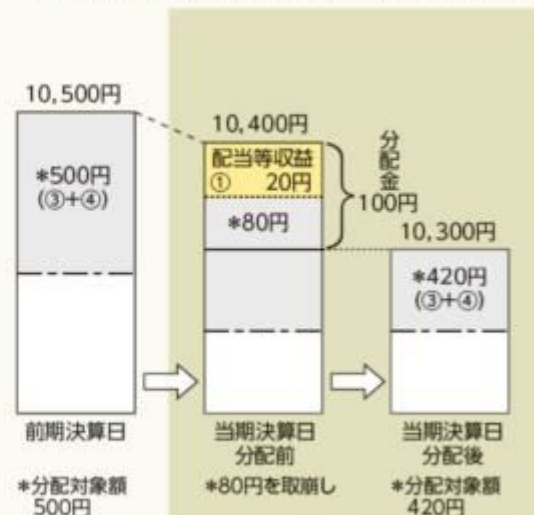 10,500円
*500円
(③+④)
前期決算日
*分配対象額
500円
10,400円
配当等収益
① 20円
*80円
分配金
100円
当期決算日
分配前
*80円を取崩し
10,300円
*420円
(③+④)
当期決算日
分配後
*分配対象額
420円